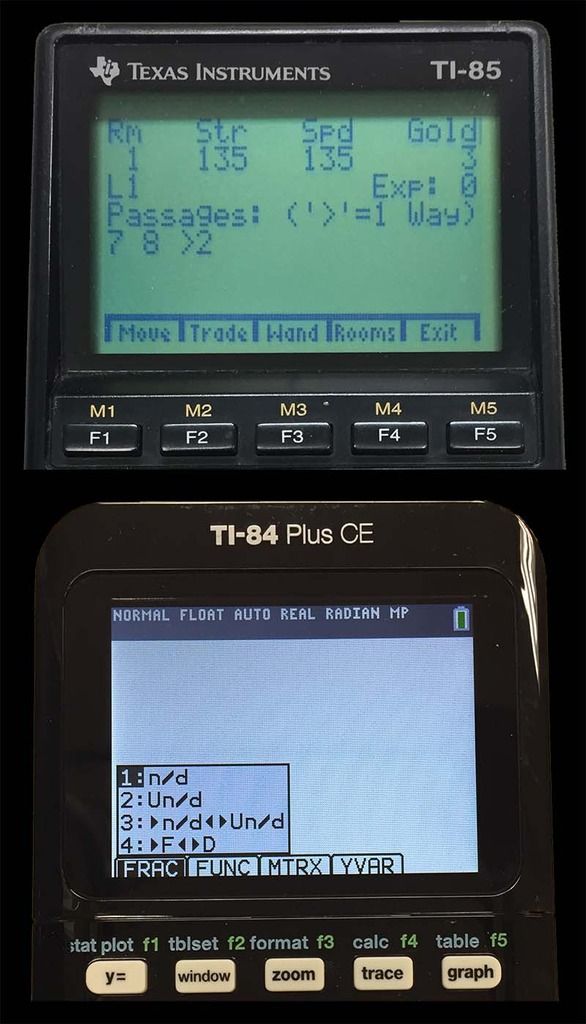 TEXAS INSTRUMENTS TI-85
Rm Str Spd Gold
1 135 135 3
L1 Exp: 0
Passages: ('>'=1 Way)
7 8 >2
Move Trade Wand Rooms Exit
M1 M2 M3 M4 M5
F1 F2 F3 F4 F5
TI-84 Plus CE
NORMAL FLOAT AUTO REAL RADIAN MP
1:n/d
2:Un/d
3:▶n/d◀▶Un/d
4:▶F◀▶D
FRAC FUNC MTRX YVAR
stat plot f1 tblset f2 format f3 calc f4 table f5
y= window zoom trace graph